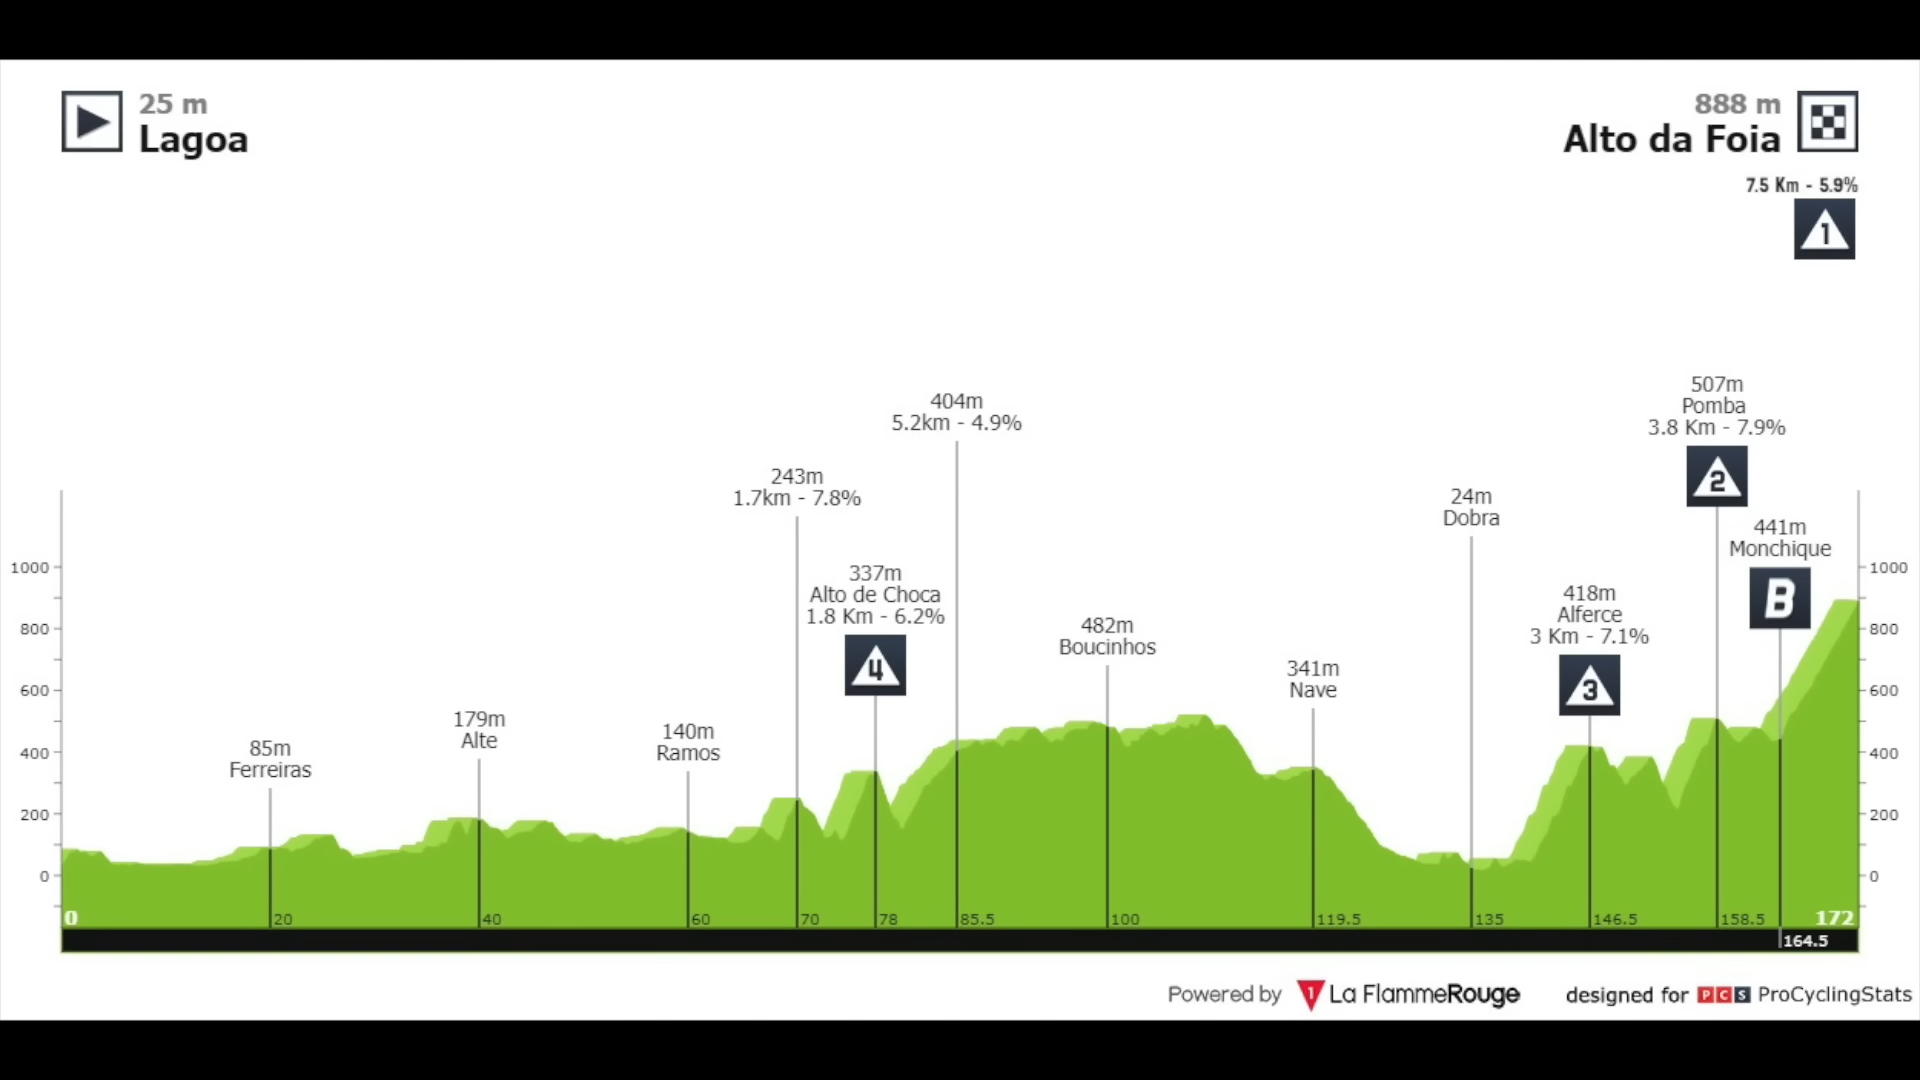 25 m
Lagoa
888 m
Alto da Foia
7.5 Km - 5.9%
1
507m
Pomba
3.8 Km - 7.9%
2
404m
5.2km - 4.9%
243m
1.7km - 7.8%
24m
Dobra
441m
Monchique
B
337m
Alto de Choca
1.8 Km - 6.2%
4
418m
Alferce
3 Km - 7.1%
3
482m
Boucinhos
341m
Nave
179m
Alte
140m
Ramos
85m
Ferreiras
1000
800
600
400
200
0
1000
800
600
400
200
0
0 20 40 60 70 78 85.5 100 119.5 135 146.5 158.5 172
164.5
Powered by 1 La FlammeRouge designed for PCS ProCyclingStats